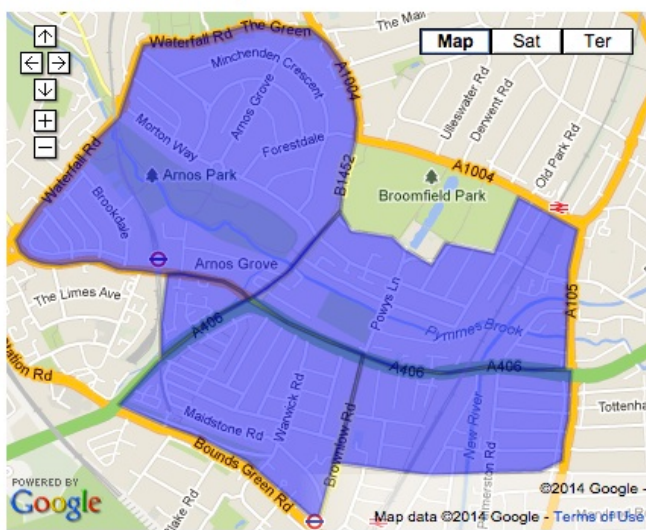 The Mall
Map Sat Ter
Waterfall Rd The Green
Minchenden Crescent
A1004
Arnos Grove
Ulleswater Rd
Derwent Rd
Old Park Rd
Morton Way
Forestdale
A1004
Waterfall Rd
Arnos Park
B1452
Broomfield Park
Brookdale
Arnos Grove
The Limes Ave
Powys Ln
A105
Pymmes Brook
A406
A406
A406
Station Rd
Maidstone Rd
Warwick Rd
Brownlow Rd
New River
Tottenha
Bounds Green Rd
POWERED BY
Google
©2014 Google -
Map data ©2014 Google - Terms of Use